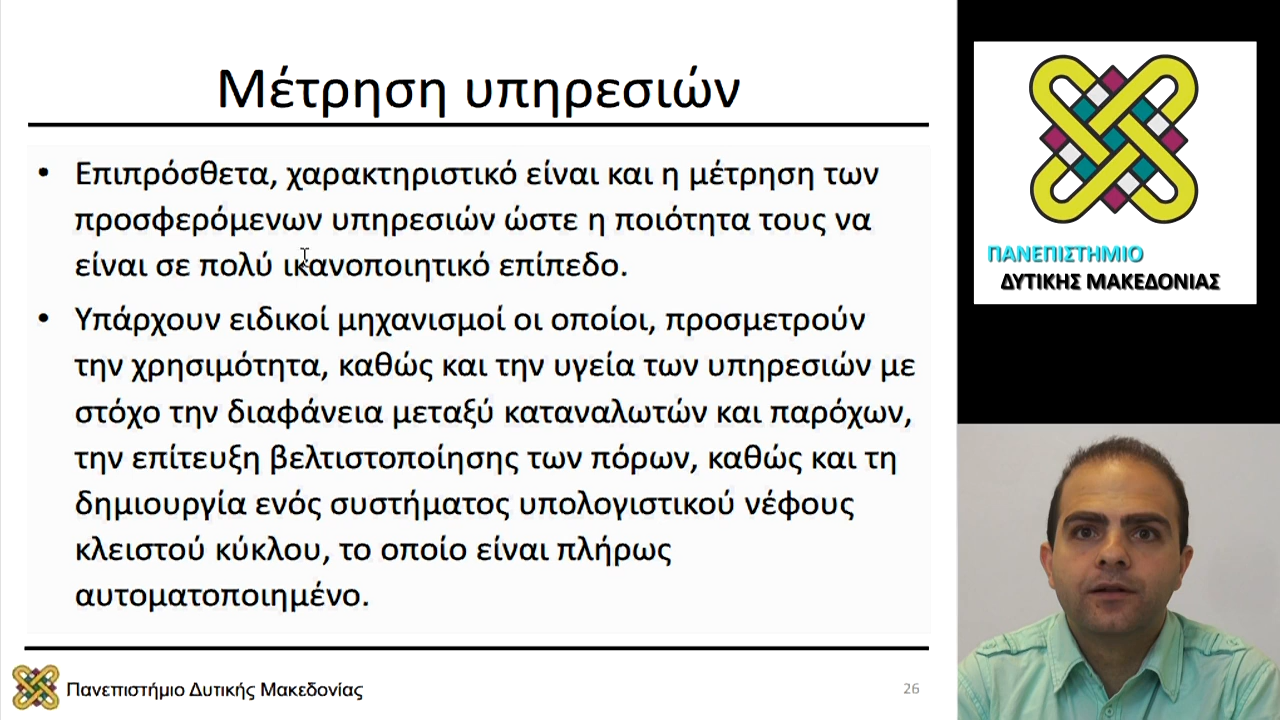 Μέτρηση υπηρεσιών
• Επιπρόσθετα, χαρακτηριστικό είναι και η μέτρηση των
προσφερόμενων υπηρεσιών ώστε η ποιότητα τους να
είναι σε πολύ ικανοποιητικό επίπεδο.
• Υπάρχουν ειδικοί μηχανισμοί οι οποίοι, προσμετρούν
την χρησιμότητα, καθώς και την υγεία των υπηρεσιών με
στόχο την διαφάνεια μεταξύ καταναλωτών και παρόχων,
την επίτευξη βελτιστοποίησης των πόρων, καθώς και τη
δημιουργία ενός συστήματος υπολογιστικού νέφους
κλειστού κύκλου, το οποίο είναι πλήρως
αυτοματοποιημένο.
Πανεπιστήμιο Δυτικής Μακεδονίας
26
ΠΑΝΕΠΙΣΤΗΜΙΟ
ΔΥΤΙΚΗΣ ΜΑΚΕΔΟΝΙΑΣ